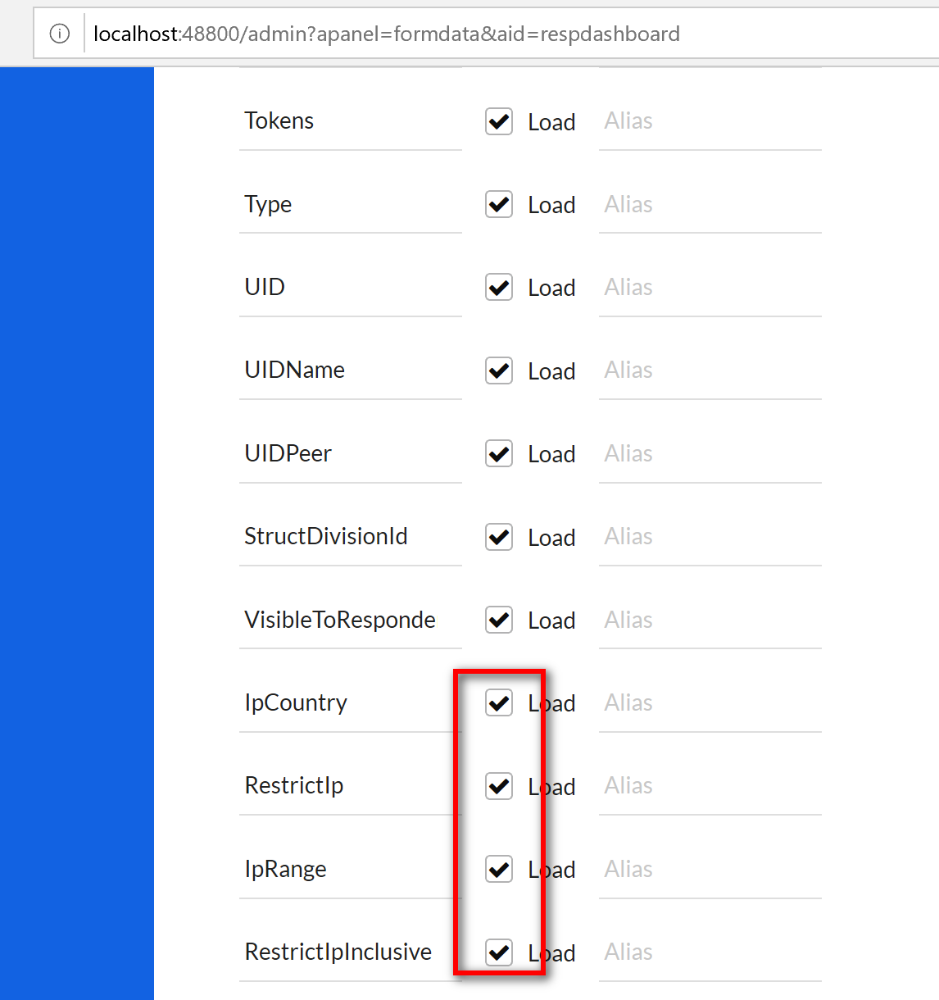 localhost:48800/admin?apanel=formdata&aid=respdashboard
Tokens Load Alias
Type Load Alias
UID Load Alias
UIDName Load Alias
UIDPeer Load Alias
StructDivisionId Load Alias
VisibleToResponde Load Alias
IpCountry Load Alias
RestrictIp Load Alias
IpRange Load Alias
RestrictIpInclusive Load Alias